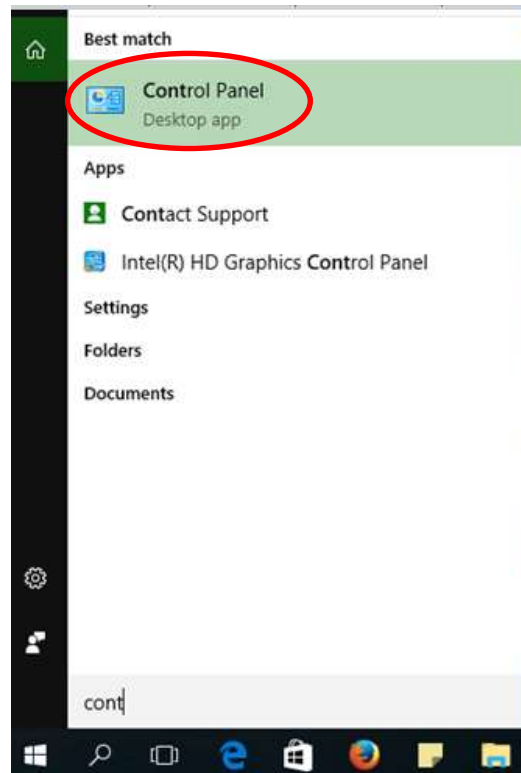 Best match
Control Panel
Desktop app
Apps
Contact Support
Intel(R) HD Graphics Control Panel
Settings
Folders
Documents
cont